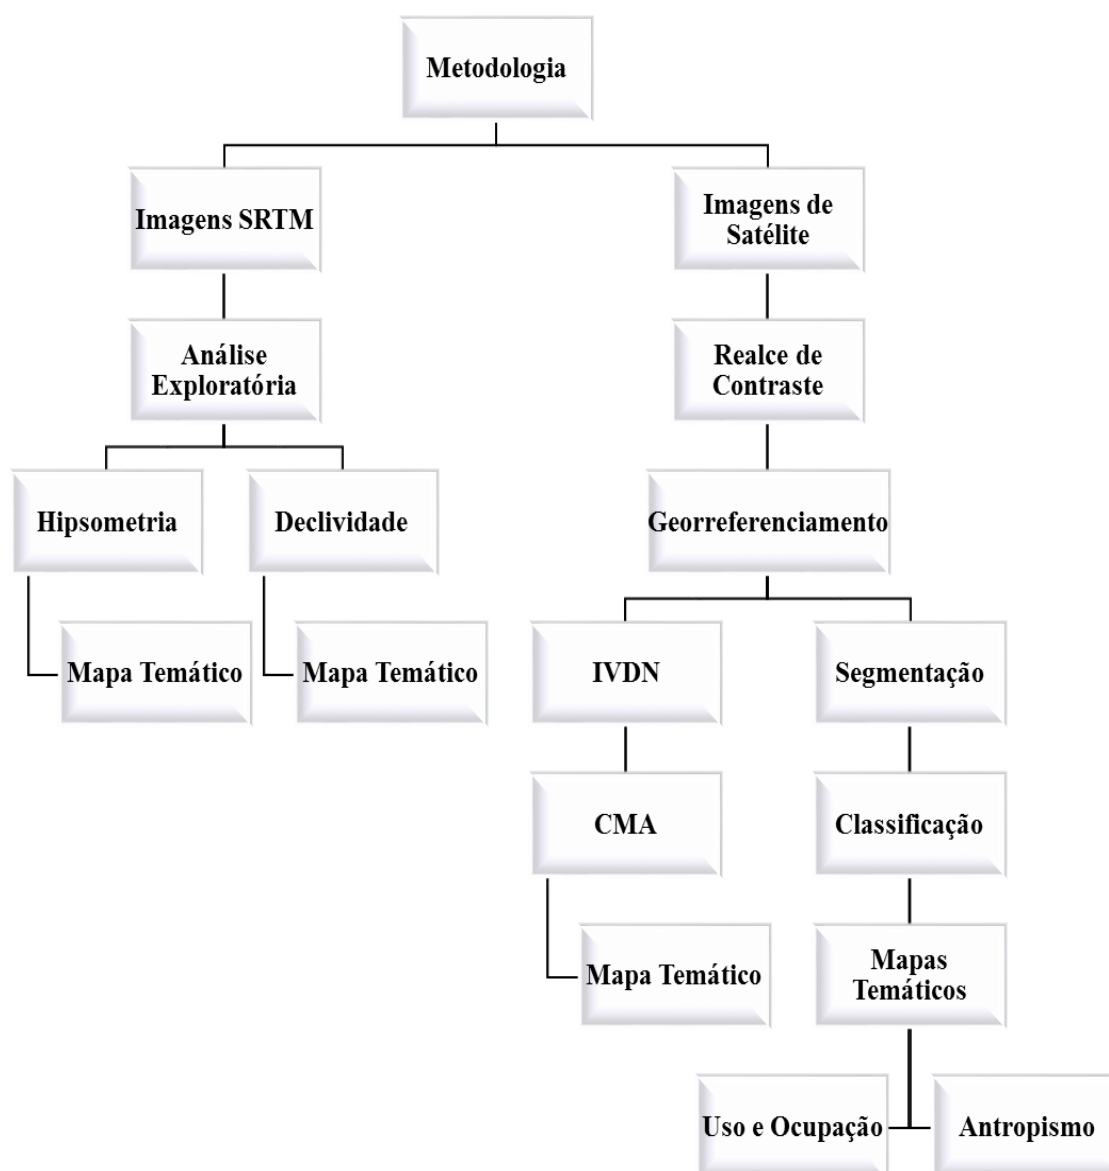 Metodologia
Imagens SRTM
Imagens de
Satélite
Análise
Exploratória
Realce de
Contraste
Hipsometria
Declividade
Georreferenciamento
Mapa Temático
Mapa Temático
IVDN
Segmentação
CMA
Classificação
Mapa Temático
Mapas
Temáticos
Uso e Ocupação
Antropismo